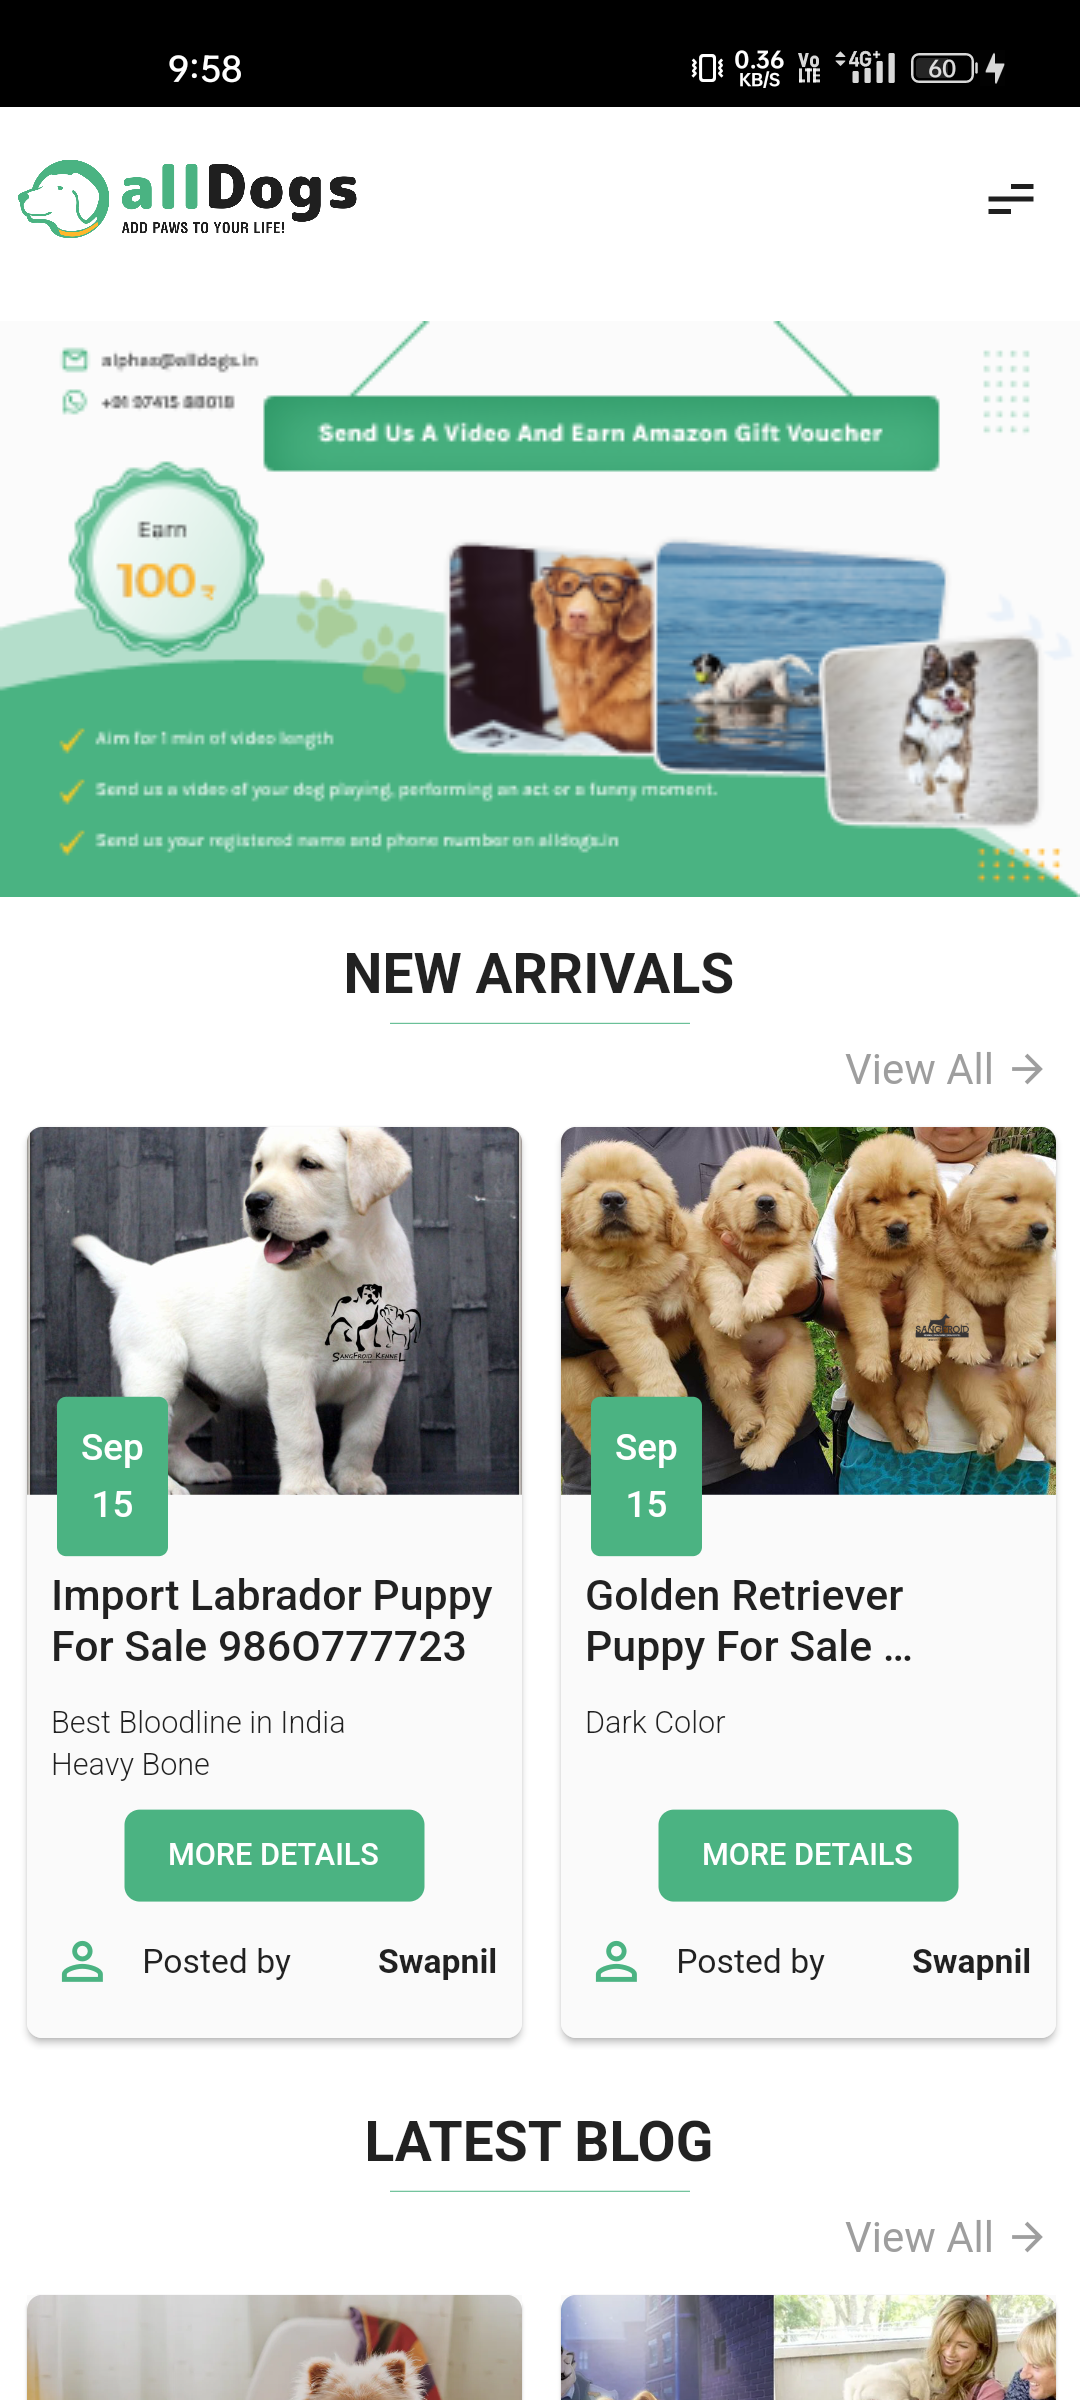 9:58
0.36
KB/S
Vo
LTE
4G+
60
allDogs
ADD PAWS TO YOUR LIFE!
alphaa@alldogs.in
+91 97415 88018
Send Us A Video And Earn Amazon Gift Voucher
Earn
100₹
Aim for 1 min of video length
Send us a video of your dog playing, performing an act or a funny moment.
Send us your registered name and phone number on alldogs.in
NEW ARRIVALS
View All
SANGFROID KENNEL
SANGFROID
Sep
15
Sep
15
Import Labrador Puppy
For Sale 986O777723
Golden Retriever
Puppy For Sale ...
Best Bloodline in India
Heavy Bone
Dark Color
MORE DETAILS
MORE DETAILS
Posted by Swapnil
Posted by Swapnil
LATEST BLOG
View All